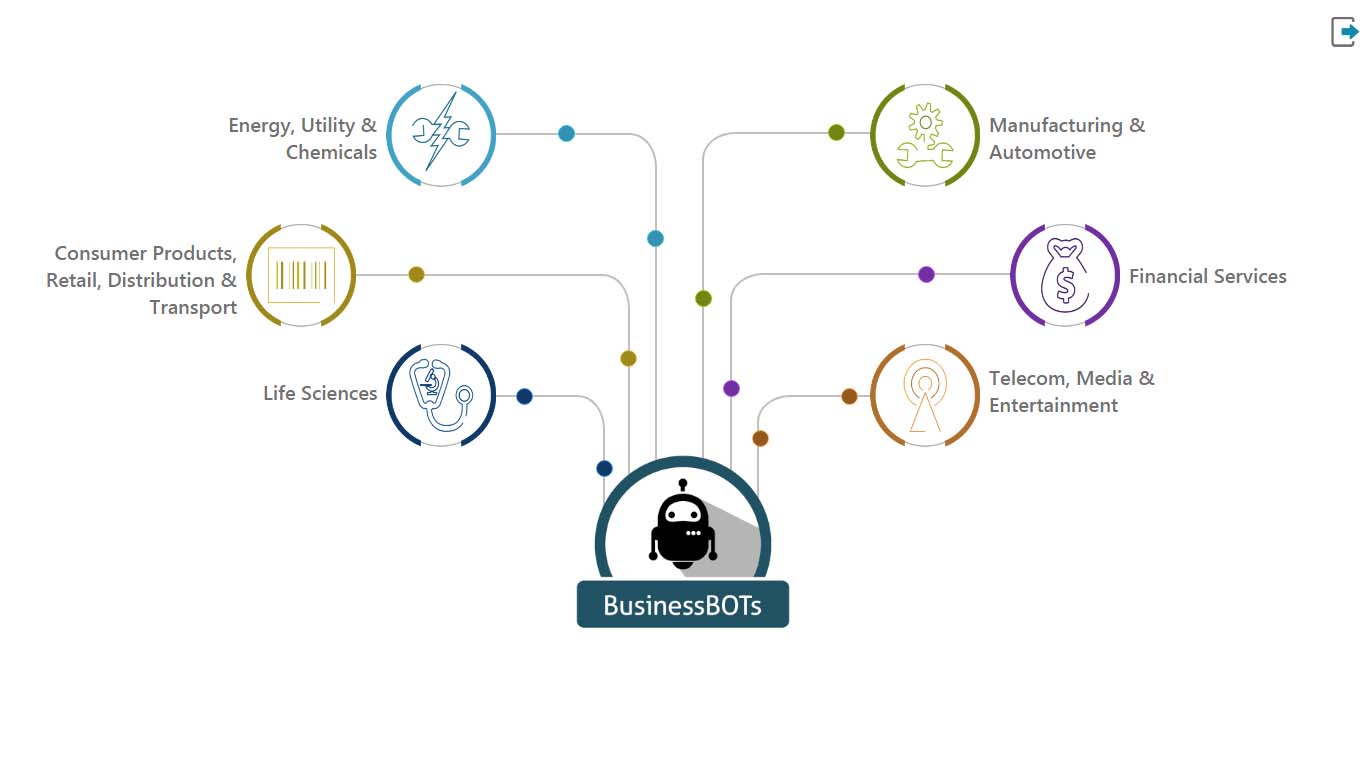 Energy, Utility &
Chemicals
Manufacturing &
Automotive
Consumer Products,
Retail, Distribution &
Transport
Financial Services
Life Sciences
Telecom, Media &
Entertainment
$
BusinessBOTs